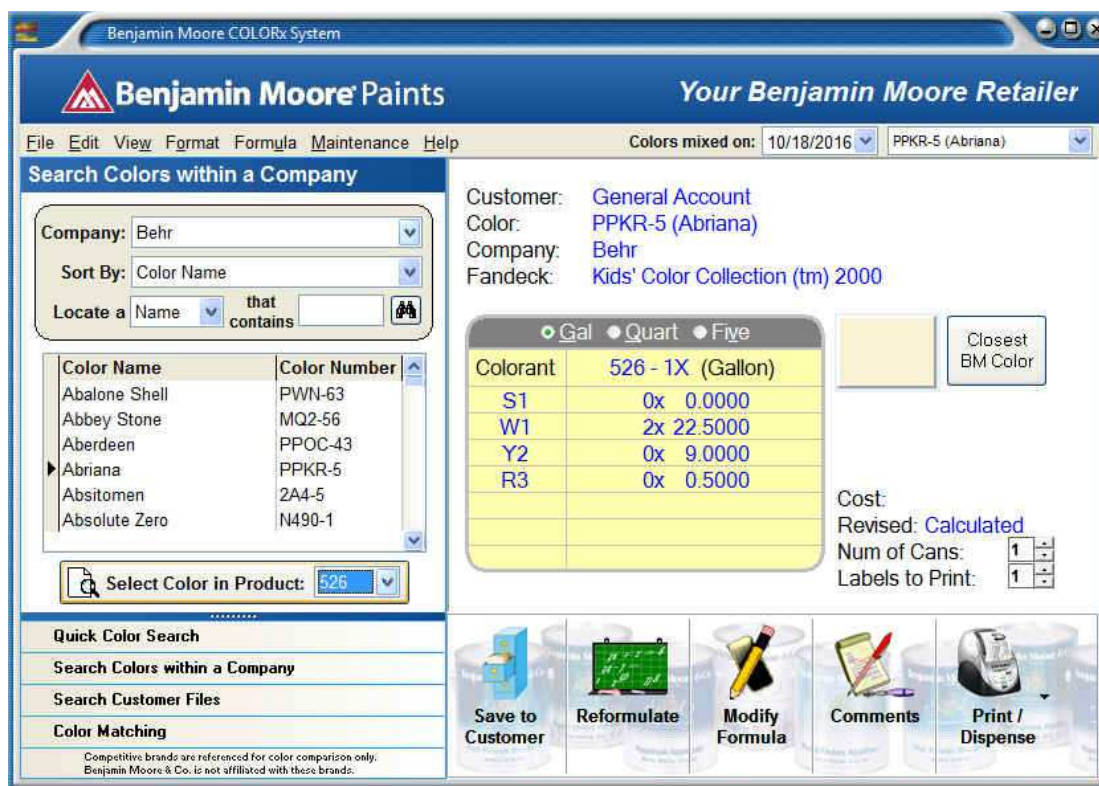 Benjamin Moore COLORx System
Benjamin Moore Paints
Your Benjamin Moore Retailer
File Edit View Format Formula Maintenance Help
Colors mixed on: 10/18/2016 PPKR-5 (Abriana)
Search Colors within a Company
Company: Behr
Sort By: Color Name
Locate a Name that contains
Color Name Color Number
Abalone Shell PWN-63
Abbey Stone MQ2-56
Aberdeen PPOC-43
Abriana PPKR-5
Absitomen 2A4-5
Absolute Zero N490-1
Select Color in Product: 526
Quick Color Search
Search Colors within a Company
Search Customer Files
Color Matching
Competitive brands are referenced for color comparison only.
Benjamin Moore & Co. is not affiliated with these brands.
Customer: General Account
Color: PPKR-5 (Abriana)
Company: Behr
Fandeck: Kids' Color Collection (tm) 2000
Gal Quart Five
Colorant 526 - 1X (Gallon)
S1 0x 0.0000
W1 2x 22.5000
Y2 0x 9.0000
R3 0x 0.5000
Closest
BM Color
Cost:
Revised: Calculated
Num of Cans: 1
Labels to Print: 1
Save to
Customer
Reformulate
Modify
Formula
Comments
Print /
Dispense